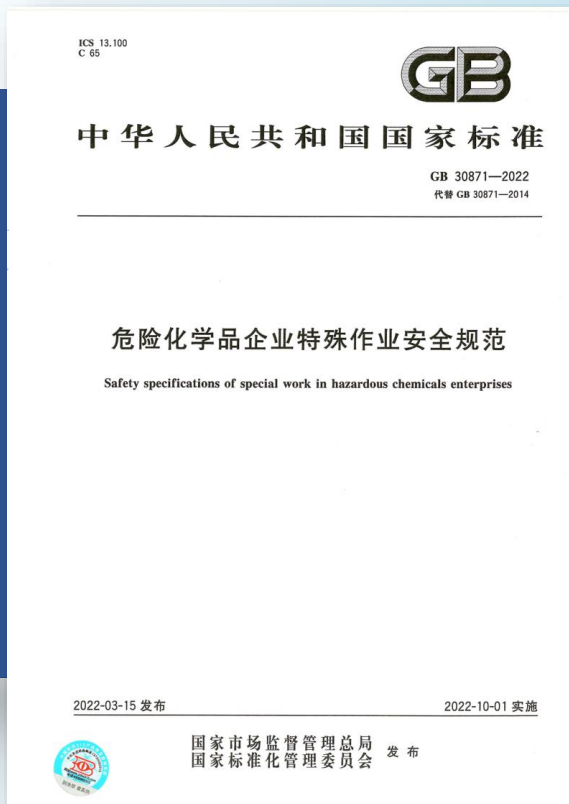 ICS 13.100
C 65
GB
中华人民共和国国家标准
GB 30871—2022
代替 GB 30871—2014
危险化学品企业特殊作业安全规范
Safety specifications of special work in hazardous chemicals enterprises
2022-03-15 发布
2022-10-01 实施
国家市场监督管理总局
国家标准化管理委员会
发布